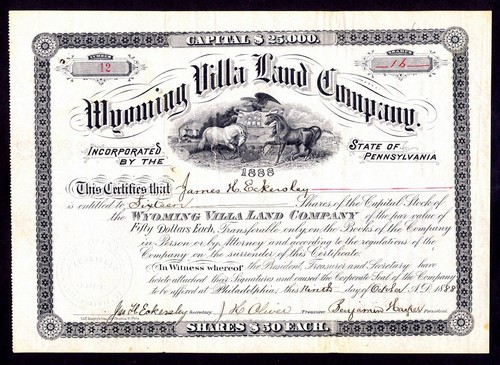 CAPITAL $25,000.
NUMBER
12
SHARES
16
Wyoming Villa Land Company.
INCORPORATED BY THE
STATE OF PENNSYLVANIA
1888
This Certifies that James H. Eckersley
is entitled to Sixteen Shares of the Capital Stock of
the WYOMING VILLA LAND COMPANY of the par value of
Fifty Dollars Each, Transferable only on the Books of the Company
in Person or by Attorney and according to the regulations of the
Company on the surrender of this Certificate.
In Witness whereof the President, Treasurer and Secretary have
hereto attached their Signatures and caused the Corporate Seal of the Company
to be affixed at Philadelphia, this Ninth day of October A.D. 1888
Jas H Eckersley Secretary. J H Oliver Treasurer Benjamin President.
SHARES $50 EACH.